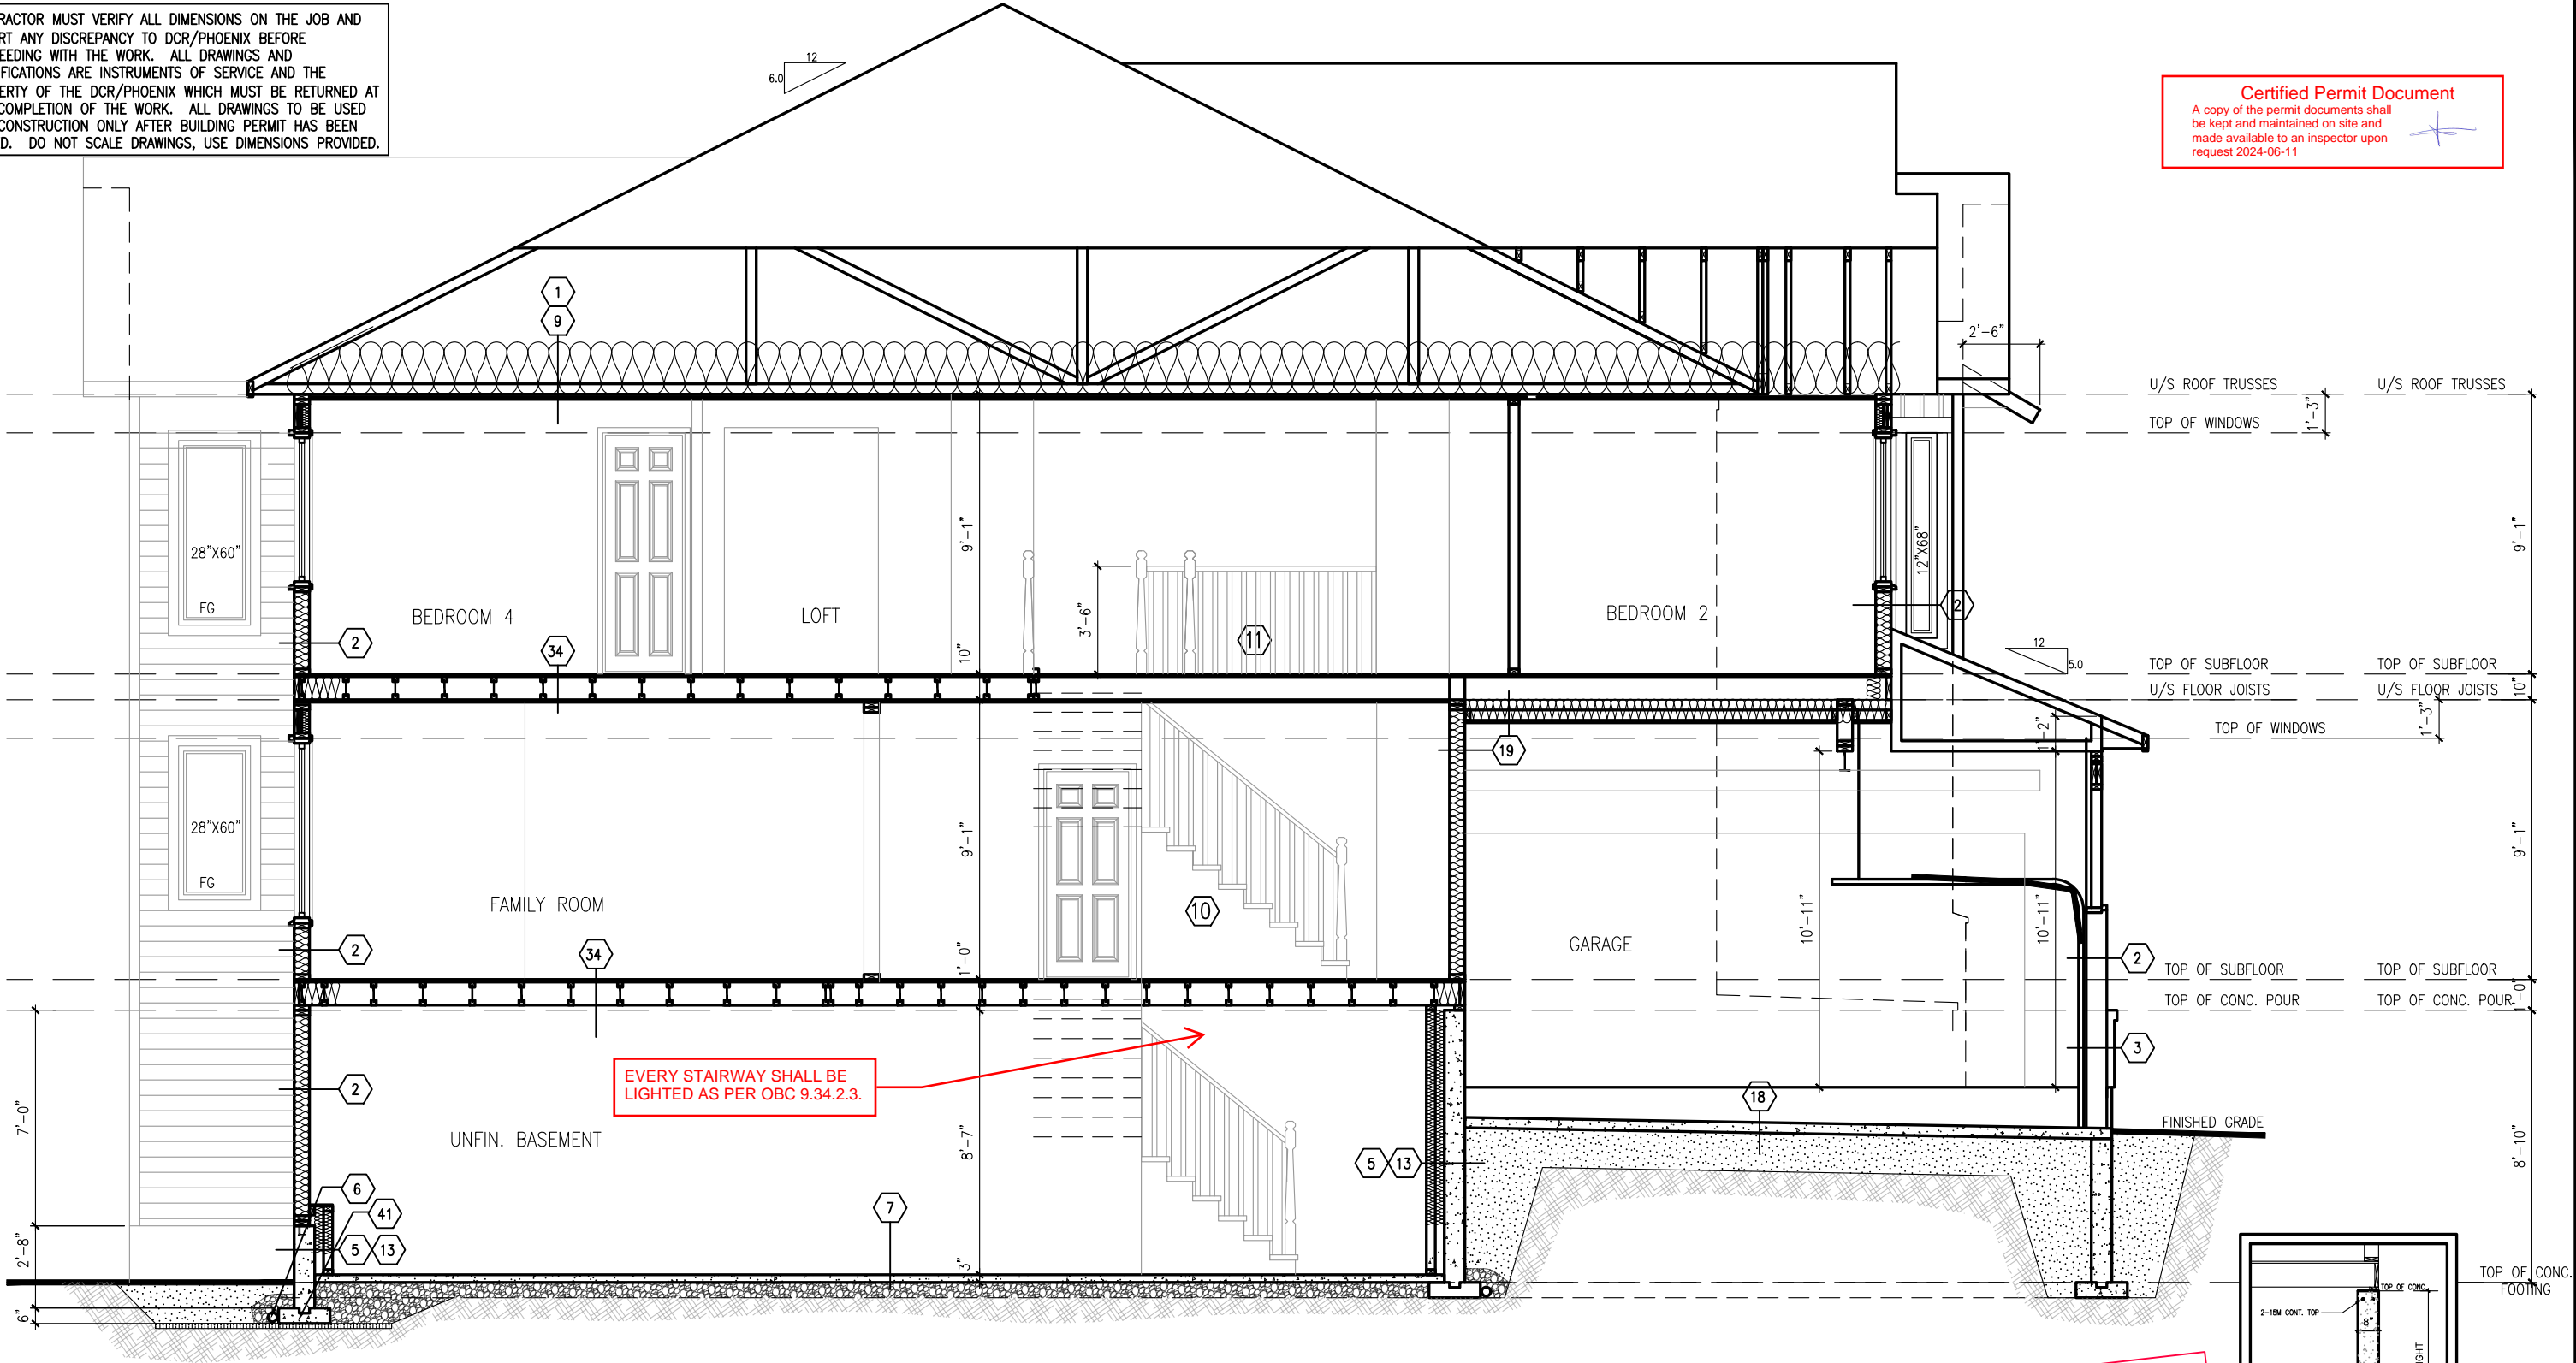 RACTOR MUST VERIFY ALL DIMENSIONS ON THE JOB AND
RT ANY DISCREPANCY TO DCR/PHOENIX BEFORE
EEDING WITH THE WORK. ALL DRAWINGS AND
IFICATIONS ARE INSTRUMENTS OF SERVICE AND THE
ERTY OF THE DCR/PHOENIX WHICH MUST BE RETURNED AT
COMPLETION OF THE WORK. ALL DRAWINGS TO BE USED
CONSTRUCTION ONLY AFTER BUILDING PERMIT HAS BEEN
D. DO NOT SCALE DRAWINGS, USE DIMENSIONS PROVIDED.
12
6.0
Certified Permit Document
A copy of the permit documents shall
be kept and maintained on site and
made available to an inspector upon
request 2024-06-11
1
9
2'-6"
U/S ROOF TRUSSES
U/S ROOF TRUSSES
1'-3"
TOP OF WINDOWS
28"X60"
FG
BEDROOM 4
LOFT
9'-1"
3'-6"
11
BEDROOM 2
12"X68"
2
9'-1"
2
34
10"
12
5.0
TOP OF SUBFLOOR
TOP OF SUBFLOOR
U/S FLOOR JOISTS
U/S FLOOR JOISTS
10"
1'-3"
1'-2"
TOP OF WINDOWS
19
28"X60"
FG
FAMILY ROOM
9'-1"
10
GARAGE
10'-11"
10'-11"
9'-1"
2
34
1'-0"
2
TOP OF SUBFLOOR
TOP OF SUBFLOOR
TOP OF CONC. POUR
TOP OF CONC. POUR
1'-0"
3
EVERY STAIRWAY SHALL BE
LIGHTED AS PER OBC 9.34.2.3.
2
7'-0"
UNFIN. BASEMENT
8'-7"
18
FINISHED GRADE
8'-10"
5
13
6
41
5
13
7
2'-8"
3"
6"
TOP OF CONC.
FOOTING
TOP OF CONC.
2-15M CONT. TOP
8"